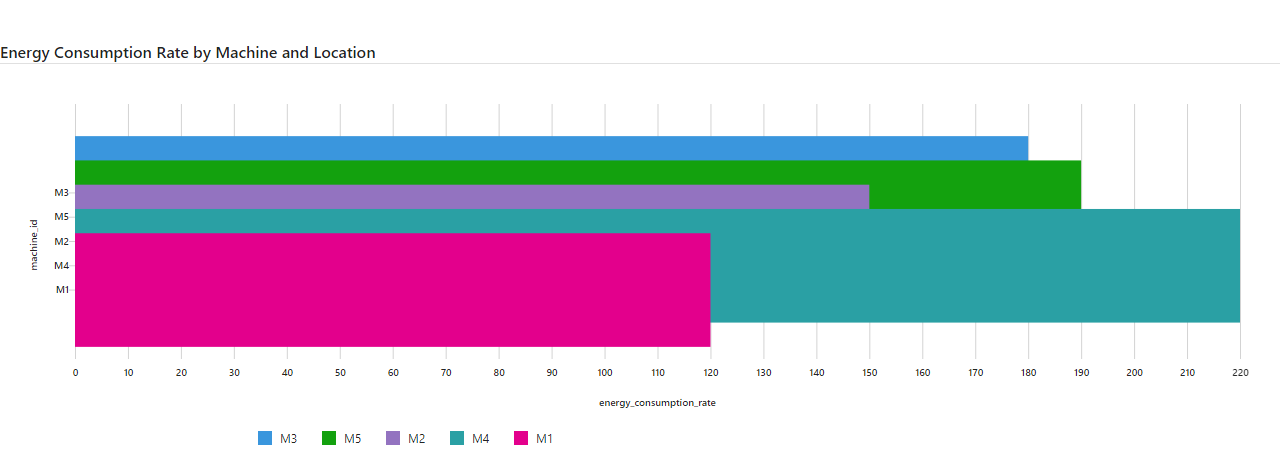 Energy Consumption Rate by Machine and Location
machine_id
M3
M5
M2
M4
M1
0 10 20 30 40 50 60 70 80 90 100 110 120 130 140 150 160 170 180 190 200 210 220
energy_consumption_rate
M3 M5 M2 M4 M1